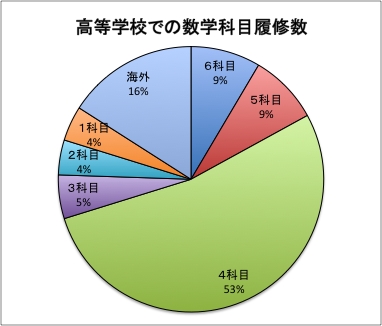 高等学校での数学科目履修数
6科目
9%
5科目
9%
4科目
53%
3科目
5%
2科目
4%
1科目
4%
海外
16%